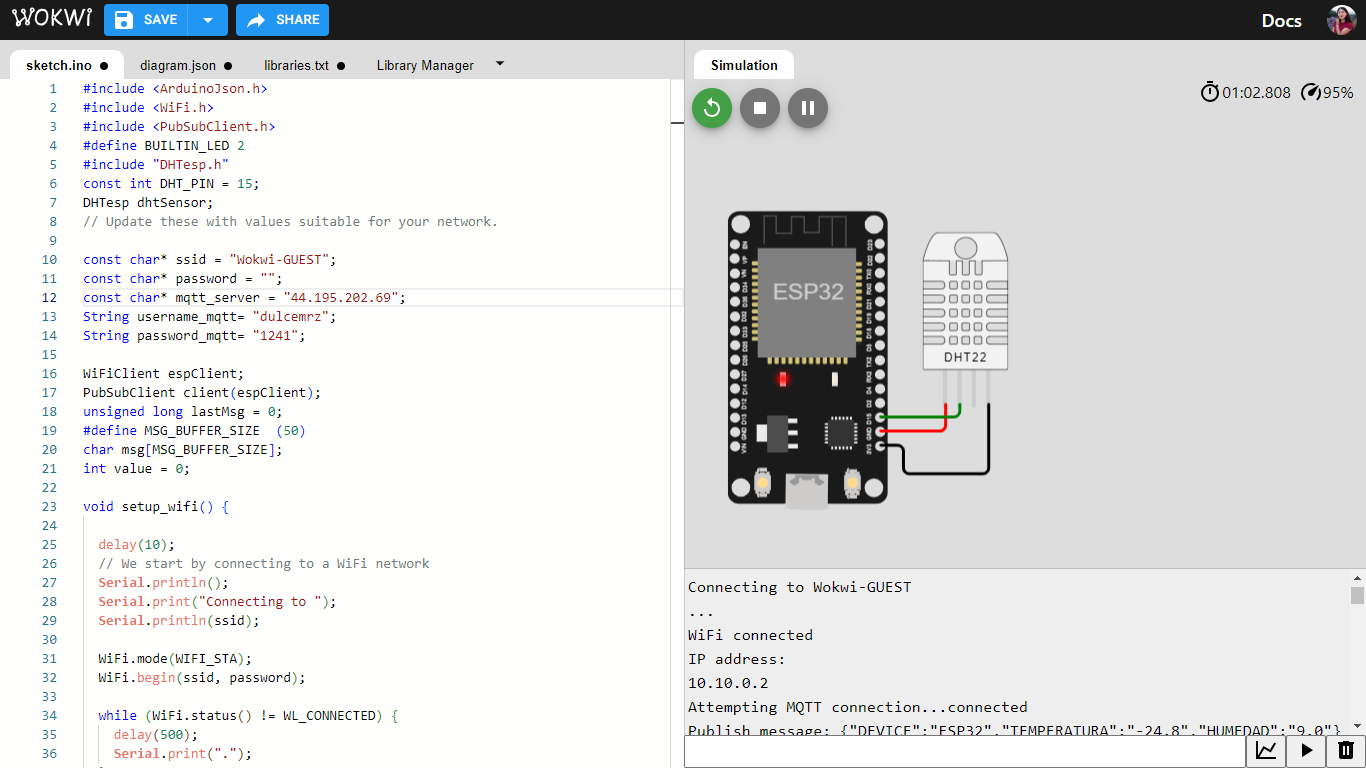 WOKWI
SAVE
SHARE
Docs
sketch.ino
diagram.json
libraries.txt
Library Manager
1 #include <ArduinoJson.h>
2 #include <WiFi.h>
3 #include <PubSubClient.h>
4 #define BUILTIN_LED 2
5 #include "DHTesp.h"
6 const int DHT_PIN = 15;
7 DHTesp dhtSensor;
8 // Update these with values suitable for your network.
9
10 const char* ssid = "Wokwi-GUEST";
11 const char* password = "";
12 const char* mqtt_server = "44.195.202.69";
13 String username_mqtt= "dulcemrz";
14 String password_mqtt= "1241";
15
16 WiFiClient espClient;
17 PubSubClient client(espClient);
18 unsigned long lastMsg = 0;
19 #define MSG_BUFFER_SIZE  (50)
20 char msg[MSG_BUFFER_SIZE];
21 int value = 0;
22
23 void setup_wifi() {
24
25 delay(10);
26 // We start by connecting to a WiFi network
27 Serial.println();
28 Serial.print("Connecting to ");
29 Serial.println(ssid);
30
31 WiFi.mode(WIFI_STA);
32 WiFi.begin(ssid, password);
33
34 while (WiFi.status() != WL_CONNECTED) {
35 delay(500);
36 Serial.print(".");
Simulation
01:02.808
95%
ESP32
DHT22
Connecting to Wokwi-GUEST
...
WiFi connected
IP address:
10.10.0.2
Attempting MQTT connection...connected
Publish message: {"DEVICE":"ESP32","TEMPERATURA":"-24.8","HUMEDAD":"9.0"}